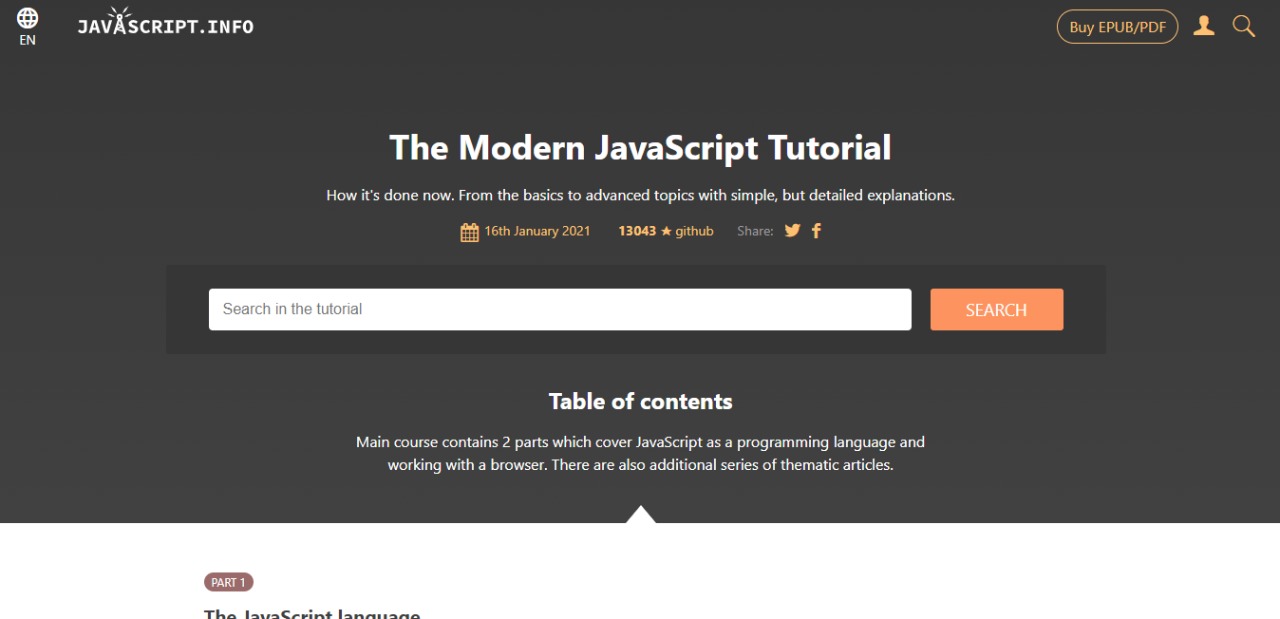 EN
JAVASCRIPT.INFO
Buy EPUB/PDF
The Modern JavaScript Tutorial
How it's done now. From the basics to advanced topics with simple, but detailed explanations.
16th January 2021 13043 ★ github Share:
Search in the tutorial
SEARCH
Table of contents
Main course contains 2 parts which cover JavaScript as a programming language and
working with a browser. There are also additional series of thematic articles.
PART 1
The JavaScript language